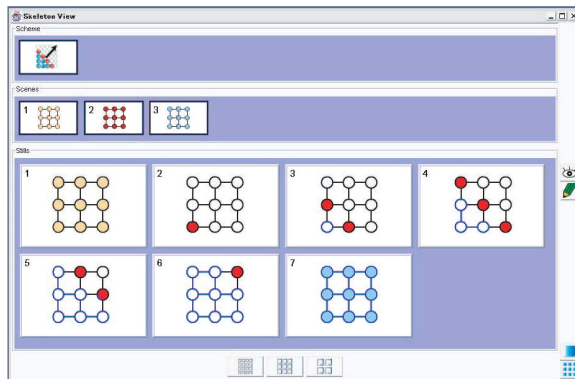 Skeleton View
Scheme
Scenes
1 2 3
Stills
1 2 3 4
5 6 7